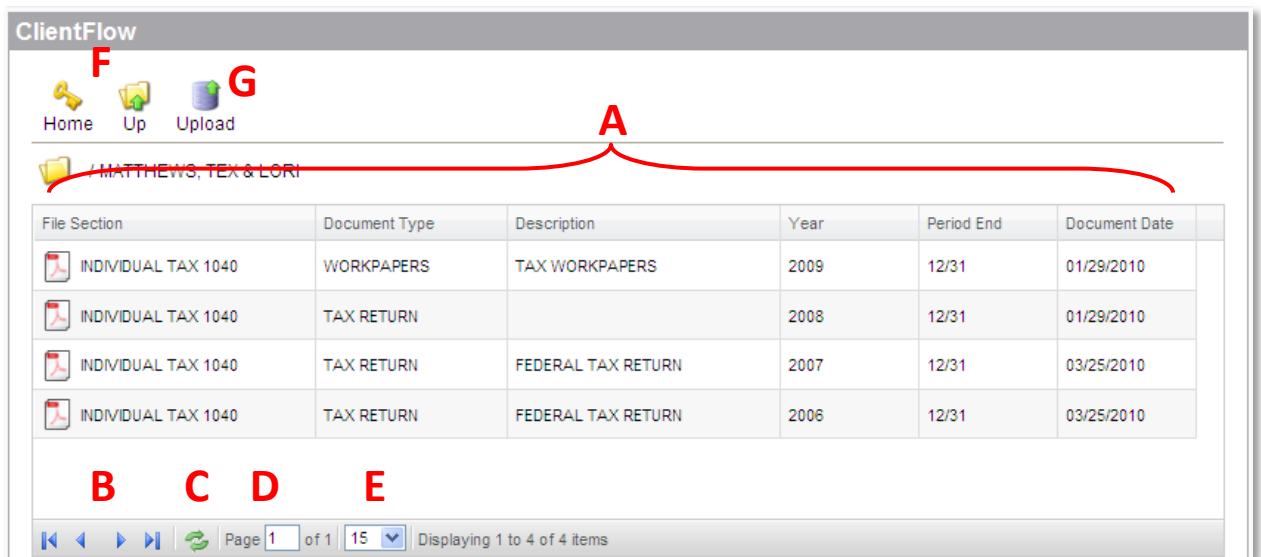 ClientFlow
F
G
Home Up Upload
A
/ MATTHEWS, TEX & LORI
File Section Document Type Description Year Period End Document Date
INDIVIDUAL TAX 1040 WORKPAPERS TAX WORKPAPERS 2009 12/31 01/29/2010
INDIVIDUAL TAX 1040 TAX RETURN 2008 12/31 01/29/2010
INDIVIDUAL TAX 1040 TAX RETURN FEDERAL TAX RETURN 2007 12/31 03/25/2010
INDIVIDUAL TAX 1040 TAX RETURN FEDERAL TAX RETURN 2006 12/31 03/25/2010
B C D E
Page 1 of 1 15 Displaying 1 to 4 of 4 items